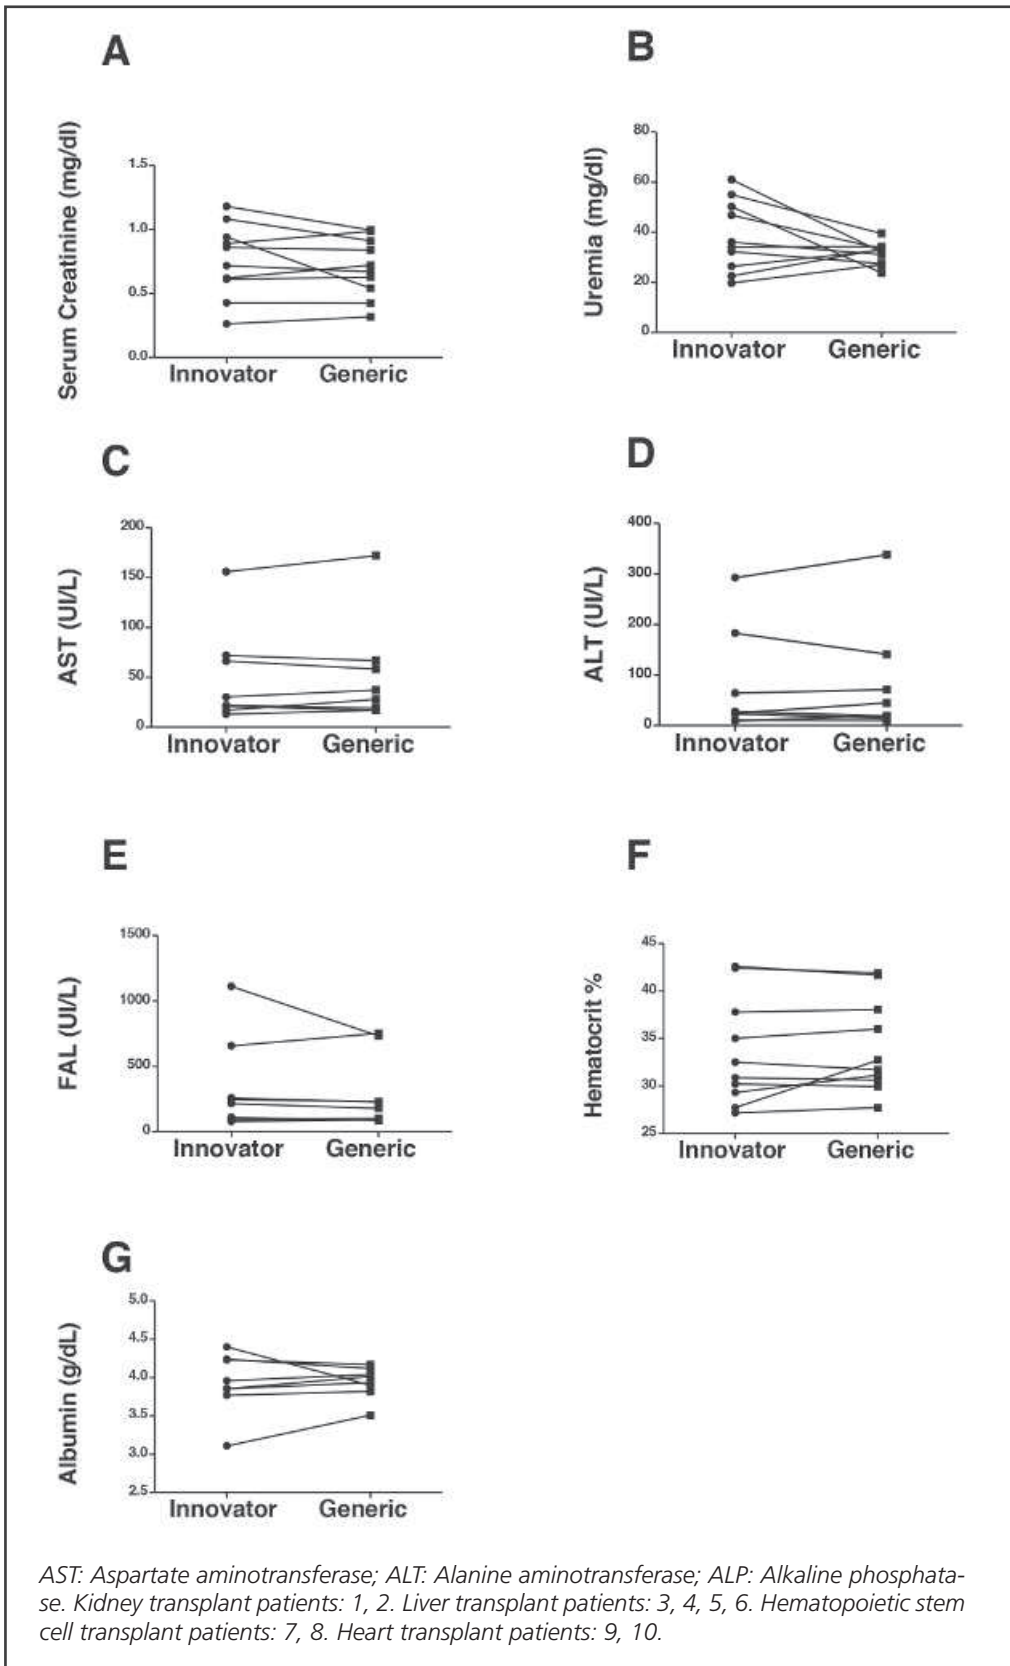 A
Serum Creatinine (mg/dl)
1.5
1.0
0.5
0.0
Innovator Generic
B
Uremia (mg/dl)
80
60
40
20
0
Innovator Generic
C
AST (UI/L)
200
150
100
50
0
Innovator Generic
D
ALT (UI/L)
400
300
200
100
0
Innovator Generic
E
FAL (UI/L)
1500
1000
500
0
Innovator Generic
F
Hematocrit %
45
40
35
30
25
Innovator Generic
G
Albumin (g/dL)
5.0
4.5
4.0
3.5
3.0
2.5
Innovator Generic
AST: Aspartate aminotransferase; ALT: Alanine aminotransferase; ALP: Alkaline phosphata-
se. Kidney transplant patients: 1, 2. Liver transplant patients: 3, 4, 5, 6. Hematopoietic stem
cell transplant patients: 7, 8. Heart transplant patients: 9, 10.